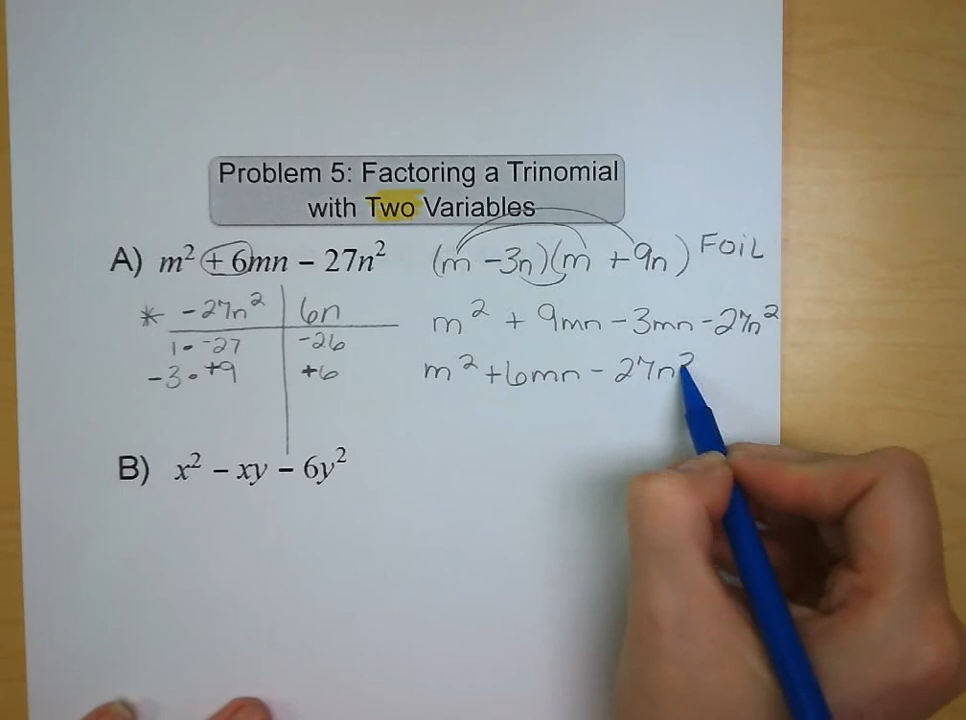 Problem 5: Factoring a Trinomial
with Two Variables
A) m² + 6mn − 27n² (m -3n)(m +9n) FOIL
* -27n² 6n m² + 9mn - 3mn - 27n²
1 • -27 -26 m² + 6mn - 27n²
-3 • +9 +6
B) x² − xy − 6y²